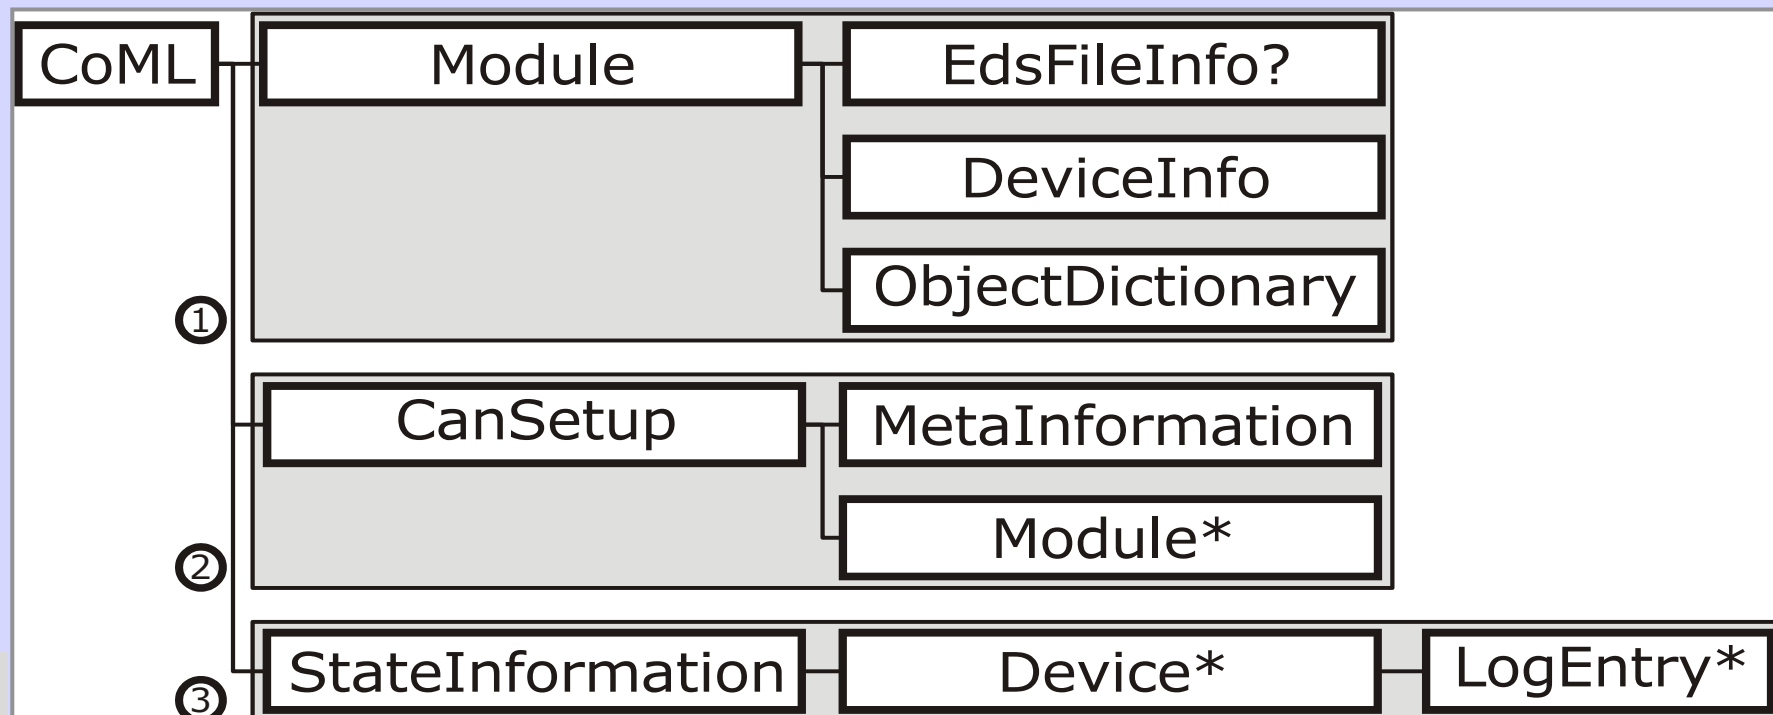 CoML Module EdsFileInfo?
DeviceInfo
ObjectDictionary
①
CanSetup MetaInformation
Module*
②
StateInformation Device* LogEntry*
③